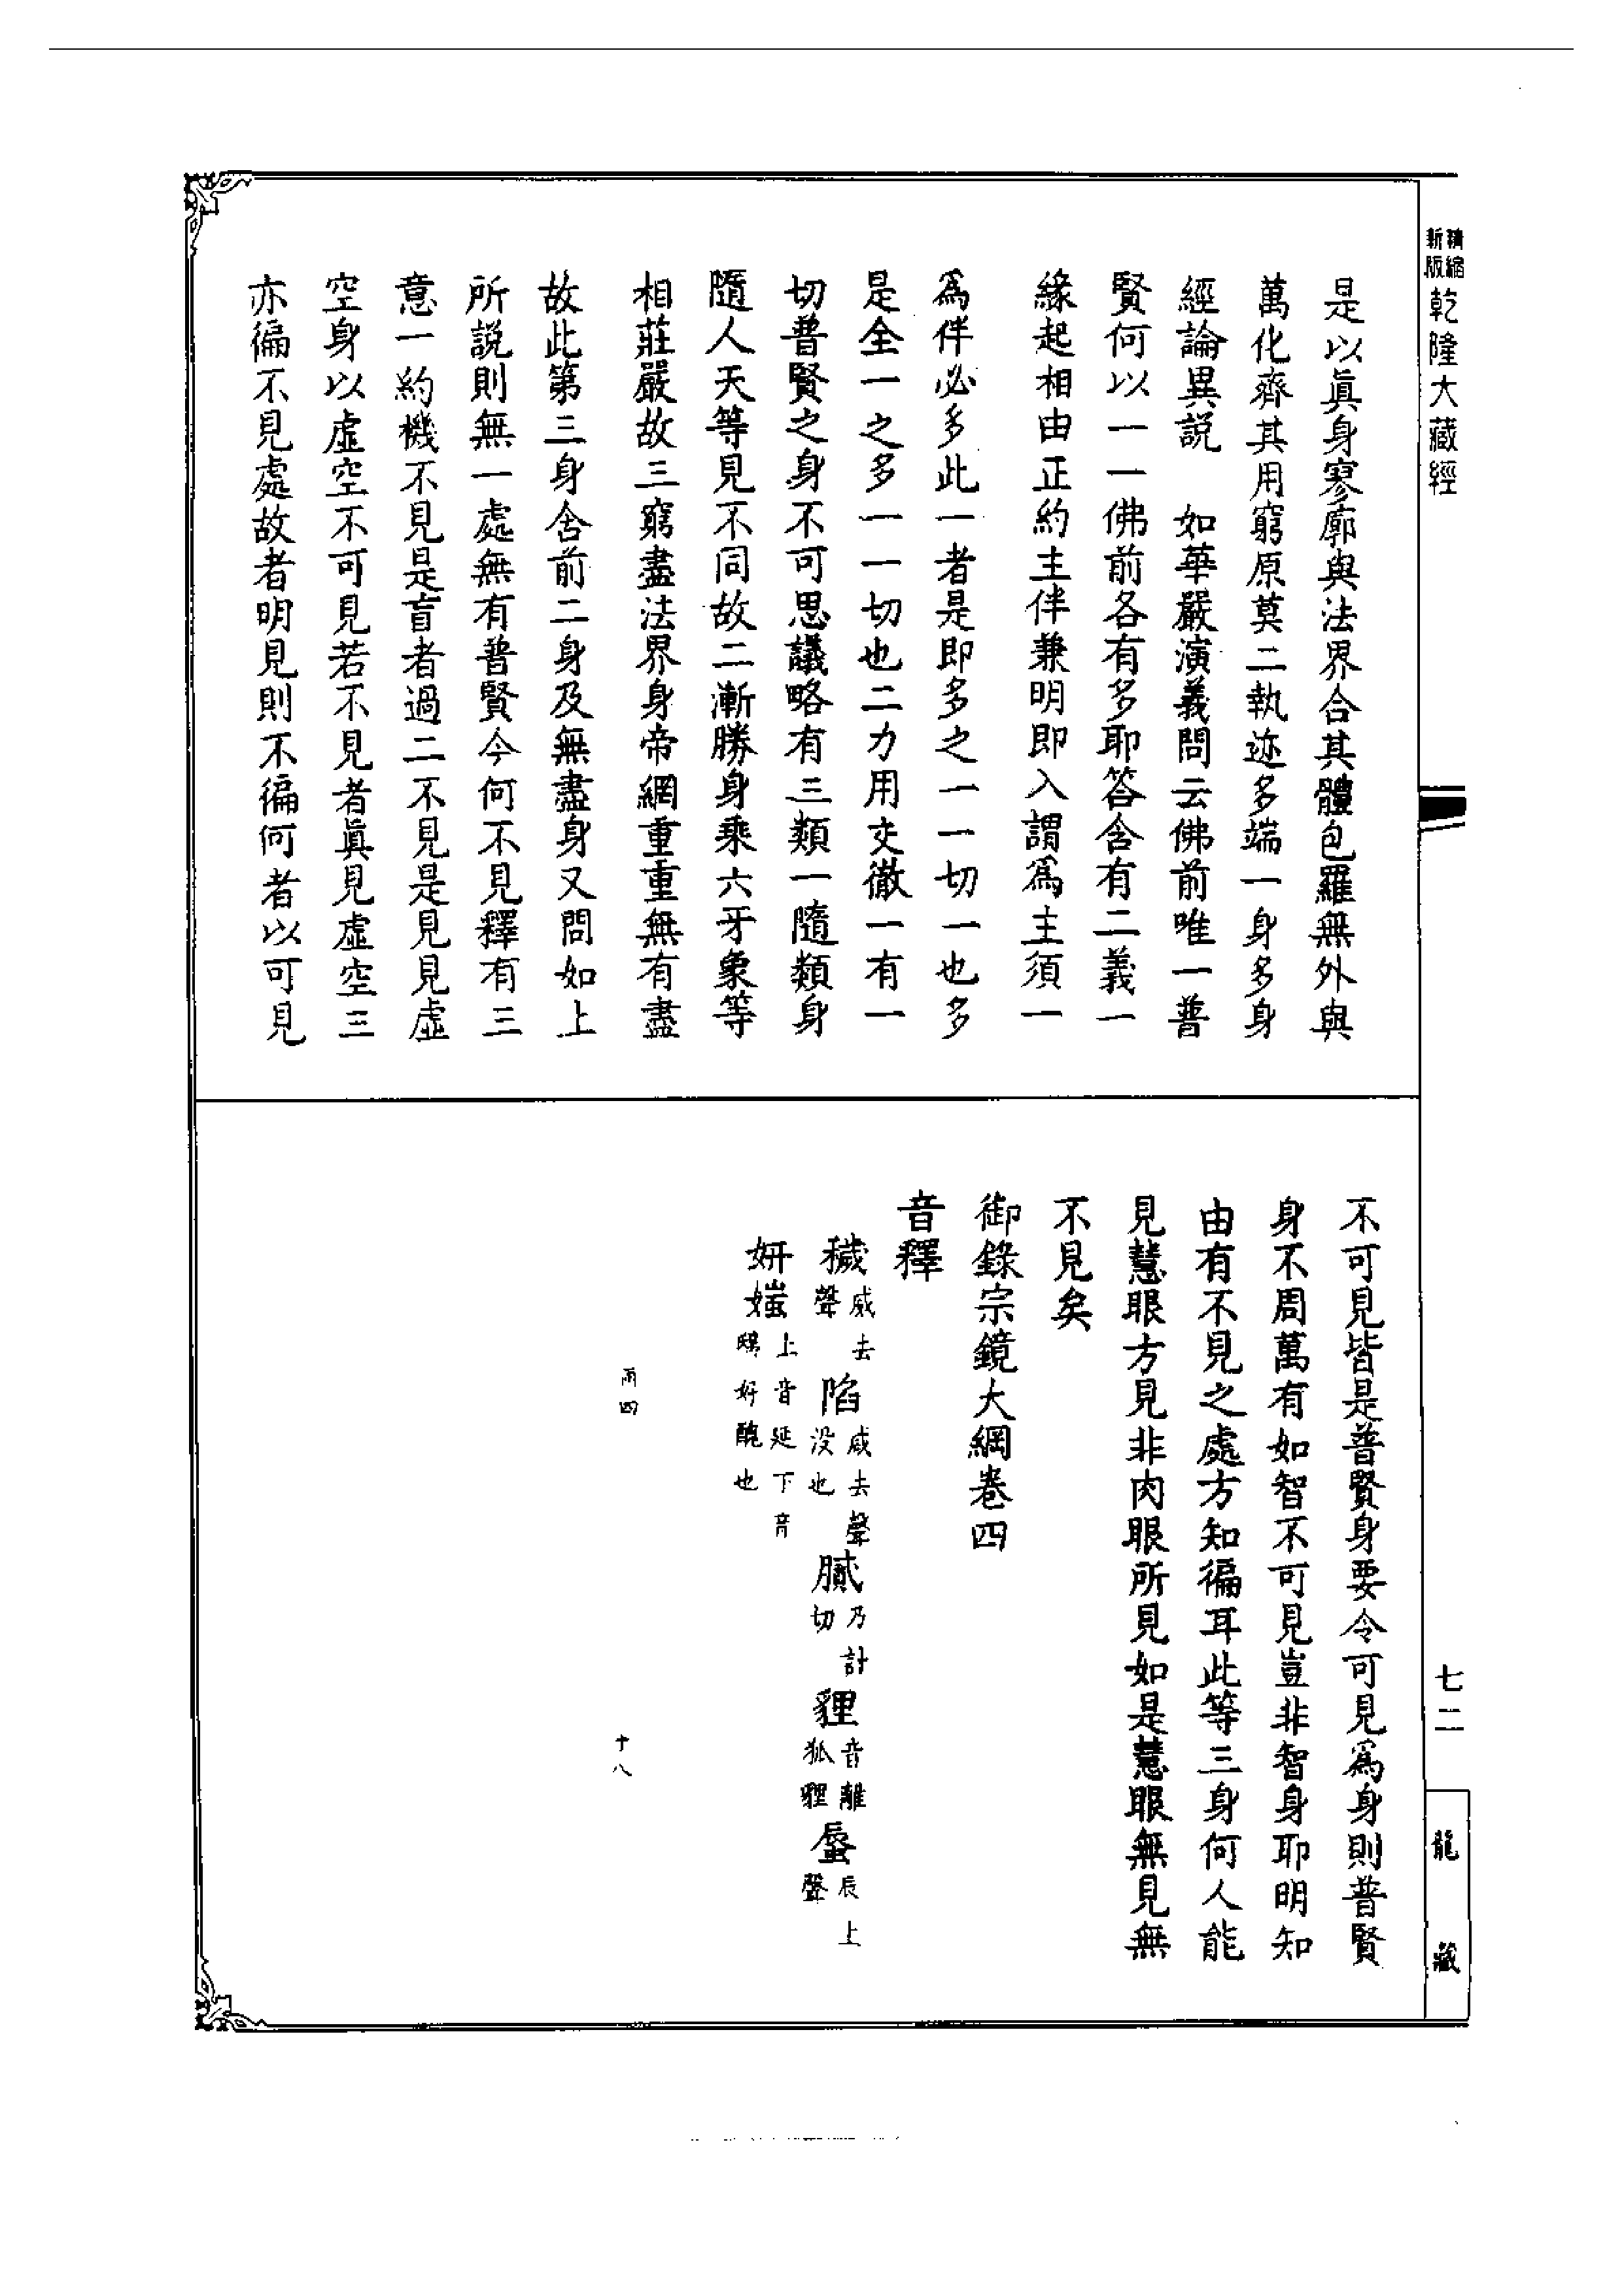 精縮新版乾隆大藏經
是以眞身寥廓與法界合其體包羅無外與
萬化齊其用窮原莫二執迹多端一身多身
經論異説　如華嚴演義問云佛前唯一普
賢何以一一佛前各有多耶答含有二義一
緣起相由正約主伴兼明即入謂爲主須一
爲伴必多此一者是即多之一一切一也多
是全一之多一一切也二力用交徹一有一
切普賢之身不可思議略有三類一隨類身
隨人天等見不同故二漸勝身乘六牙象等
相莊嚴故三窮盡法界身帝網重重無有盡
故此第三身含前二身及無盡身又問如上
所説則無一處無有普賢今何不見釋有三
意一約機不見是盲者過二不見是見見虛
空身以虛空不可見若不見者眞見虛空三
亦徧不見處故者明見則不徧何者以可見
不可見皆是普賢身要令可見爲身則普賢
身不周萬有如智不可見豈非智身耶明知
由有不見之處方知徧耳此等三身何人能
見慧眼方見非肉眼所見如是慧眼無見無
不見矣
御錄宗鏡大綱卷四
音釋
穢威去聲　陷咸去聲没也　膩乃計切　貍音離狐貍　蜃辰上聲
姸媸上音延下音鴟好醜也
雨四
十八
七二
龍藏